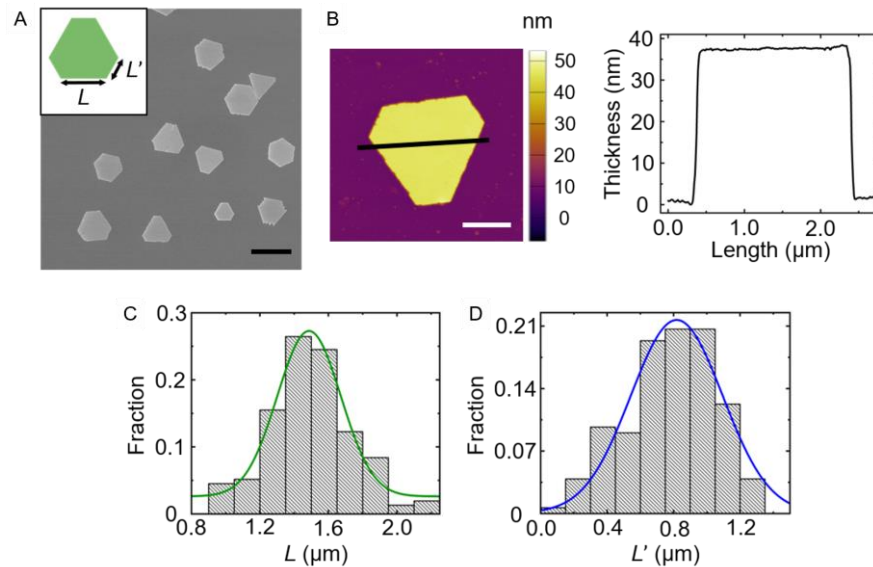 A
L
L'
B
nm
50
40
30
20
10
0
Thickness (nm)
40
30
20
10
0
0.0
1.0
2.0
Length (µm)
C
Fraction
0.3
0.2
0.1
0
0.8
1.2
1.6
2.0
L (µm)
D
Fraction
0.21
0.14
0.07
0
0.0
0.4
0.8
1.2
L' (µm)